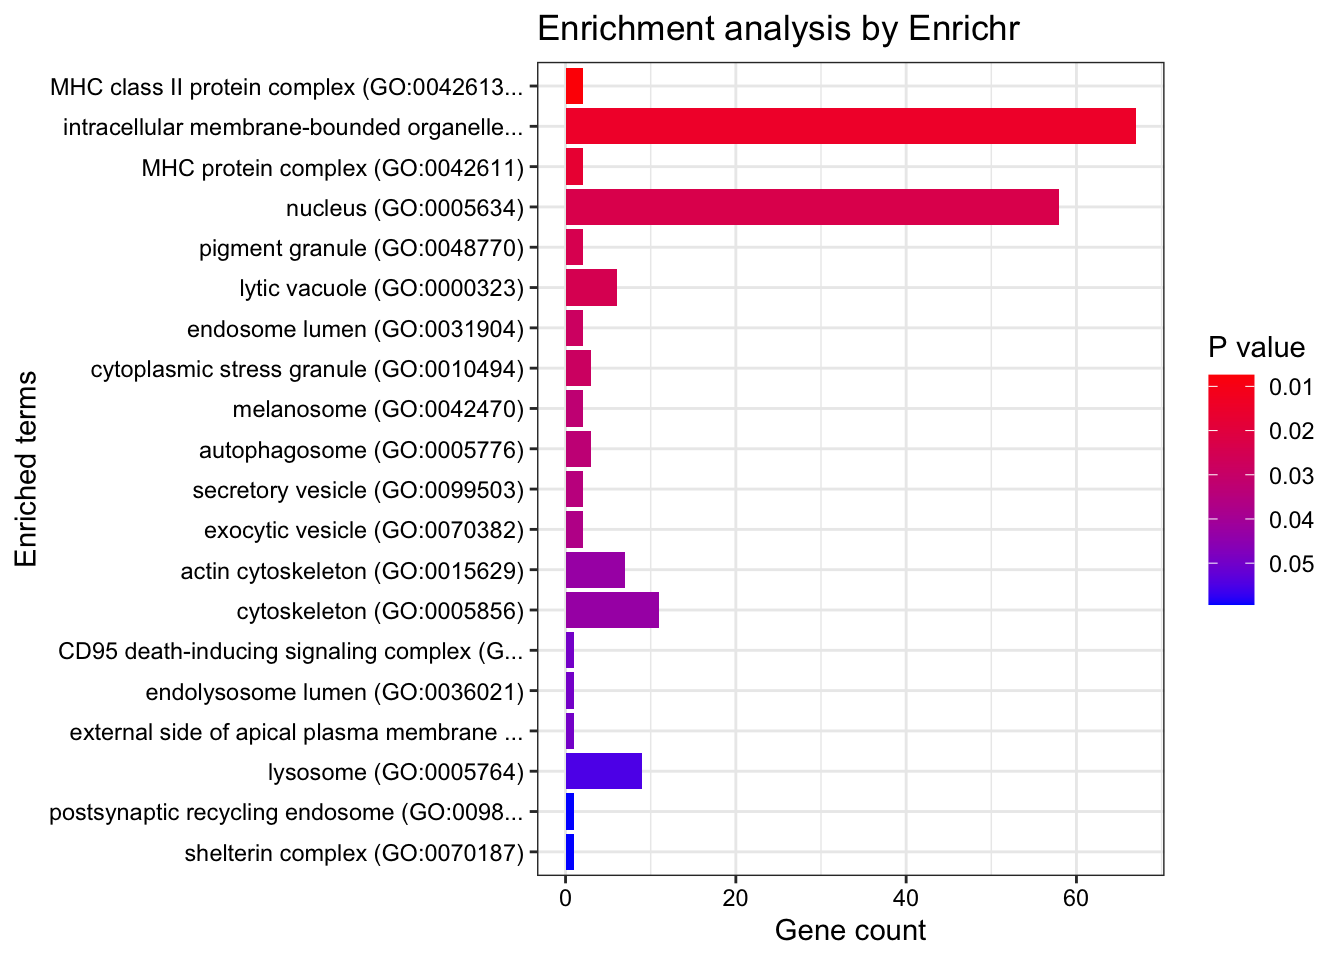 Enrichment analysis by Enrichr
MHC class II protein complex (GO:0042613...
intracellular membrane-bounded organelle...
MHC protein complex (GO:0042611)
nucleus (GO:0005634)
pigment granule (GO:0048770)
lytic vacuole (GO:0000323)
endosome lumen (GO:0031904)
cytoplasmic stress granule (GO:0010494)
melanosome (GO:0042470)
autophagosome (GO:0005776)
secretory vesicle (GO:0099503)
exocytic vesicle (GO:0070382)
actin cytoskeleton (GO:0015629)
cytoskeleton (GO:0005856)
CD95 death-inducing signaling complex (G...
endolysosome lumen (GO:0036021)
external side of apical plasma membrane ...
lysosome (GO:0005764)
postsynaptic recycling endosome (GO:0098...
shelterin complex (GO:0070187)
Enriched terms
0 20 40 60
Gene count
P value
0.01
0.02
0.03
0.04
0.05